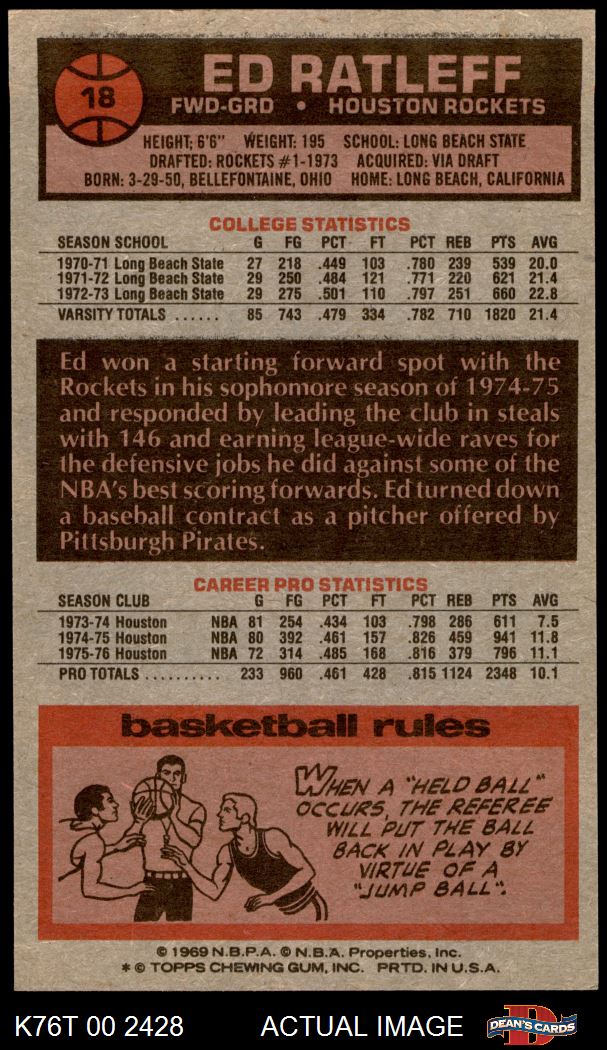 18
ED RATLEFF
FWD-GRD • HOUSTON ROCKETS
HEIGHT; 6'6" WEIGHT: 195 SCHOOL: LONG BEACH STATE
DRAFTED: ROCKETS #1-1973 ACQUIRED: VIA DRAFT
BORN: 3-29-50, BELLEFONTAINE, OHIO HOME: LONG BEACH, CALIFORNIA
COLLEGE STATISTICS
SEASON SCHOOL G FG PCT FT PCT REB PTS AVG
1970-71 Long Beach State 27 218 .449 103 .780 239 539 20.0
1971-72 Long Beach State 29 250 .484 121 .771 220 621 21.4
1972-73 Long Beach State 29 275 .501 110 .797 251 660 22.8
VARSITY TOTALS ...... 85 743 .479 334 .782 710 1820 21.4
Ed won a starting forward spot with the
Rockets in his sophomore season of 1974-75
and responded by leading the club in steals
with 146 and earning league-wide raves for
the defensive jobs he did against some of the
NBA's best scoring forwards. Ed turned down
a baseball contract as a pitcher offered by
Pittsburgh Pirates.
CAREER PRO STATISTICS
SEASON CLUB G FG PCT FT PCT REB PTS AVG
1973-74 Houston NBA 81 254 .434 103 .798 286 611 7.5
1974-75 Houston NBA 80 392 .461 157 .826 459 941 11.8
1975-76 Houston NBA 72 314 .485 168 .816 379 796 11.1
PRO TOTALS .......... 233 960 .461 428 .815 1124 2348 10.1
basketball rules
WHEN A "HELD BALL"
OCCURS, THE REFEREE
WILL PUT THE BALL
BACK IN PLAY BY
VIRTUE OF A
"JUMP BALL".
© 1969 N.B.P.A. © N.B.A. Properties, Inc.
* © TOPPS CHEWING GUM, INC. PRTD. IN U.S.A.
K76T 00 2428 ACTUAL IMAGE
D
DEAN'S CARDS